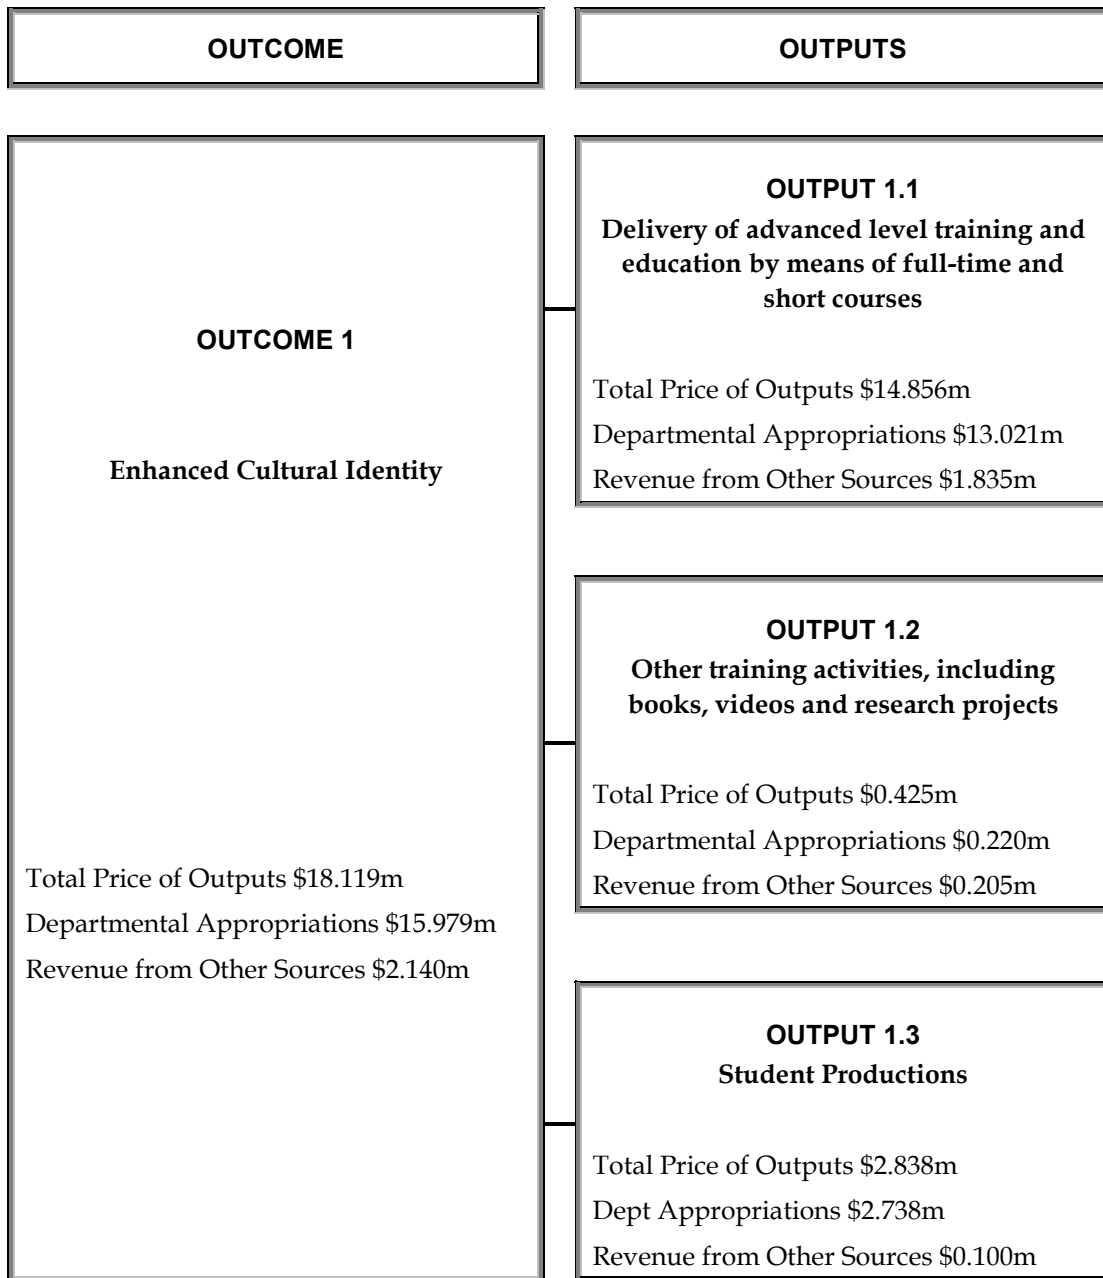 OUTCOME
OUTPUTS
OUTCOME 1
Enhanced Cultural Identity
Total Price of Outputs $18.119m
Departmental Appropriations $15.979m
Revenue from Other Sources $2.140m
OUTPUT 1.1
Delivery of advanced level training and
education by means of full-time and
short courses
Total Price of Outputs $14.856m
Departmental Appropriations $13.021m
Revenue from Other Sources $1.835m
OUTPUT 1.2
Other training activities, including
books, videos and research projects
Total Price of Outputs $0.425m
Departmental Appropriations $0.220m
Revenue from Other Sources $0.205m
OUTPUT 1.3
Student Productions
Total Price of Outputs $2.838m
Dept Appropriations $2.738m
Revenue from Other Sources $0.100m